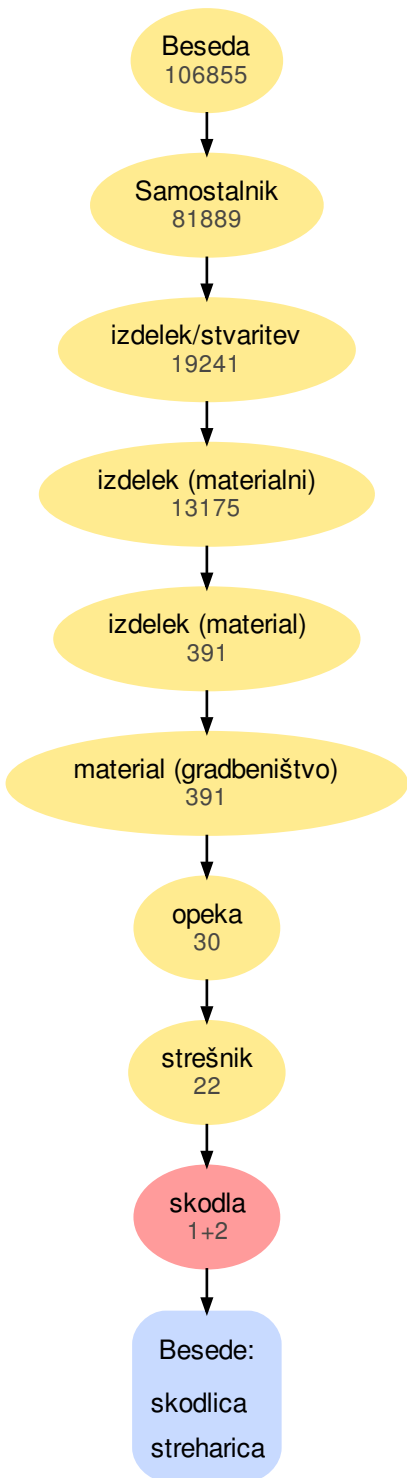 Beseda
106855
Samostalnik
81889
izdelek/stvaritev
19241
izdelek (materialni)
13175
izdelek (material)
391
material (gradbeništvo)
391
opeka
30
strešnik
22
skodla
1+2
Besede:
skodlica
streharica